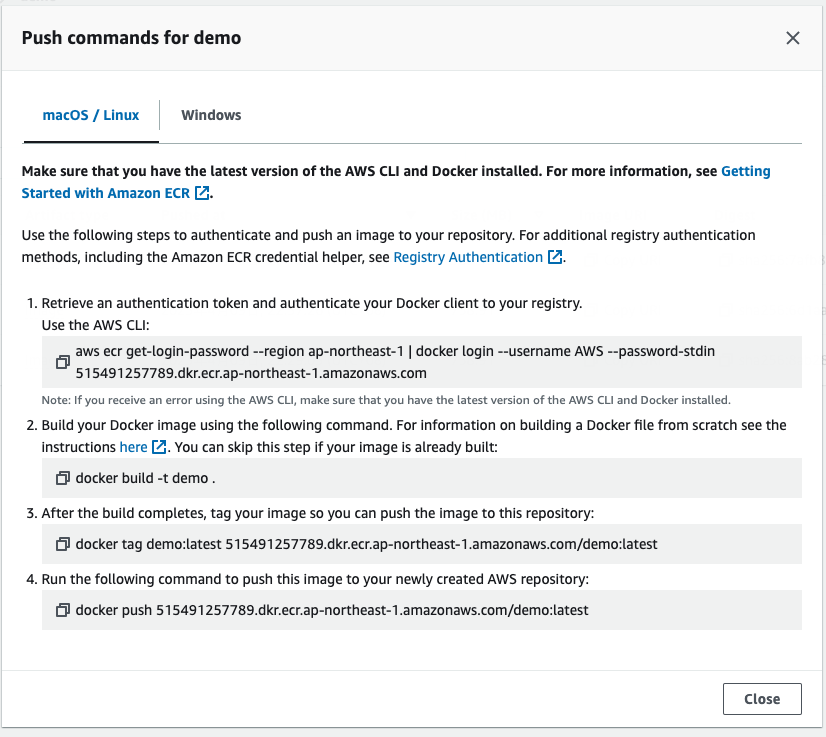 Push commands for demo
macOS / Linux
Windows
Make sure that you have the latest version of the AWS CLI and Docker installed. For more information, see Getting
Started with Amazon ECR.
Use the following steps to authenticate and push an image to your repository. For additional registry authentication
methods, including the Amazon ECR credential helper, see Registry Authentication.
1. Retrieve an authentication token and authenticate your Docker client to your registry.
Use the AWS CLI:
aws ecr get-login-password --region ap-northeast-1 | docker login --username AWS --password-stdin
515491257789.dkr.ecr.ap-northeast-1.amazonaws.com
Note: If you receive an error using the AWS CLI, make sure that you have the latest version of the AWS CLI and Docker installed.
2. Build your Docker image using the following command. For information on building a Docker file from scratch see the
instructions here. You can skip this step if your image is already built:
docker build -t demo .
3. After the build completes, tag your image so you can push the image to this repository:
docker tag demo:latest 515491257789.dkr.ecr.ap-northeast-1.amazonaws.com/demo:latest
4. Run the following command to push this image to your newly created AWS repository:
docker push 515491257789.dkr.ecr.ap-northeast-1.amazonaws.com/demo:latest
Close